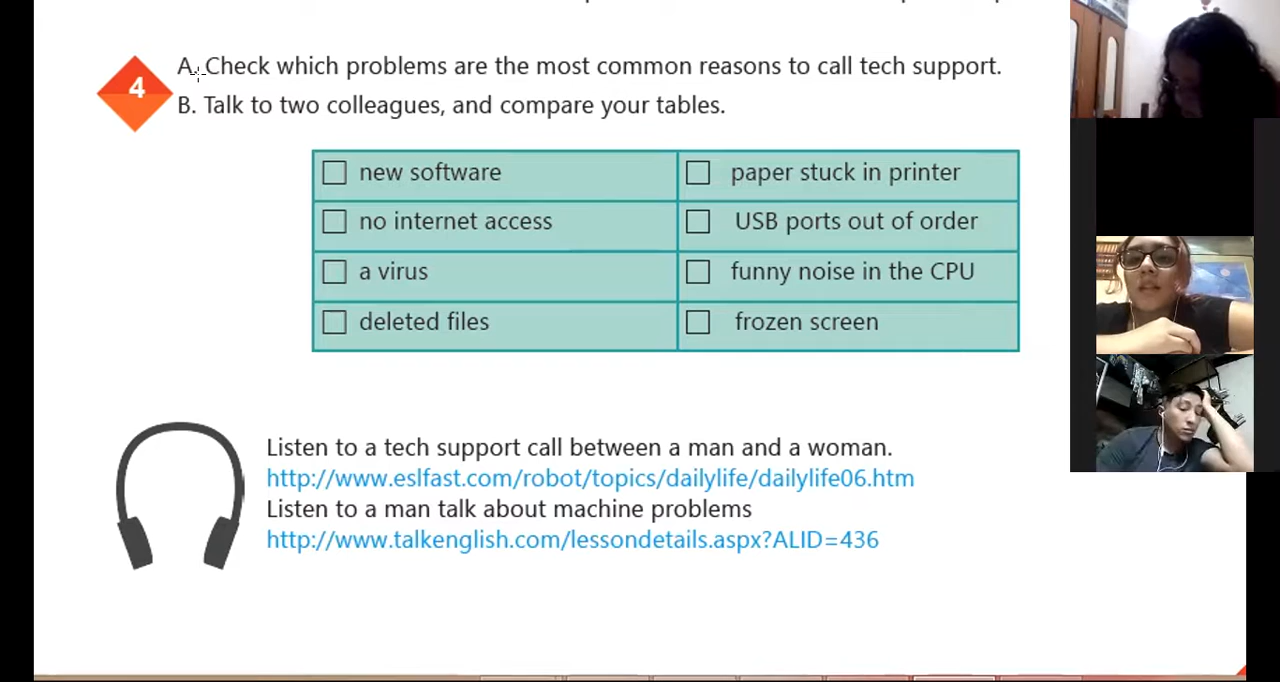 4
A. Check which problems are the most common reasons to call tech support.
B. Talk to two colleagues, and compare your tables.
new software
paper stuck in printer
no internet access
USB ports out of order
a virus
funny noise in the CPU
deleted files
frozen screen
Listen to a tech support call between a man and a woman.
http://www.eslfast.com/robot/topics/dailylife/dailylife06.htm
Listen to a man talk about machine problems
http://www.talkenglish.com/lessondetails.aspx?ALID=436